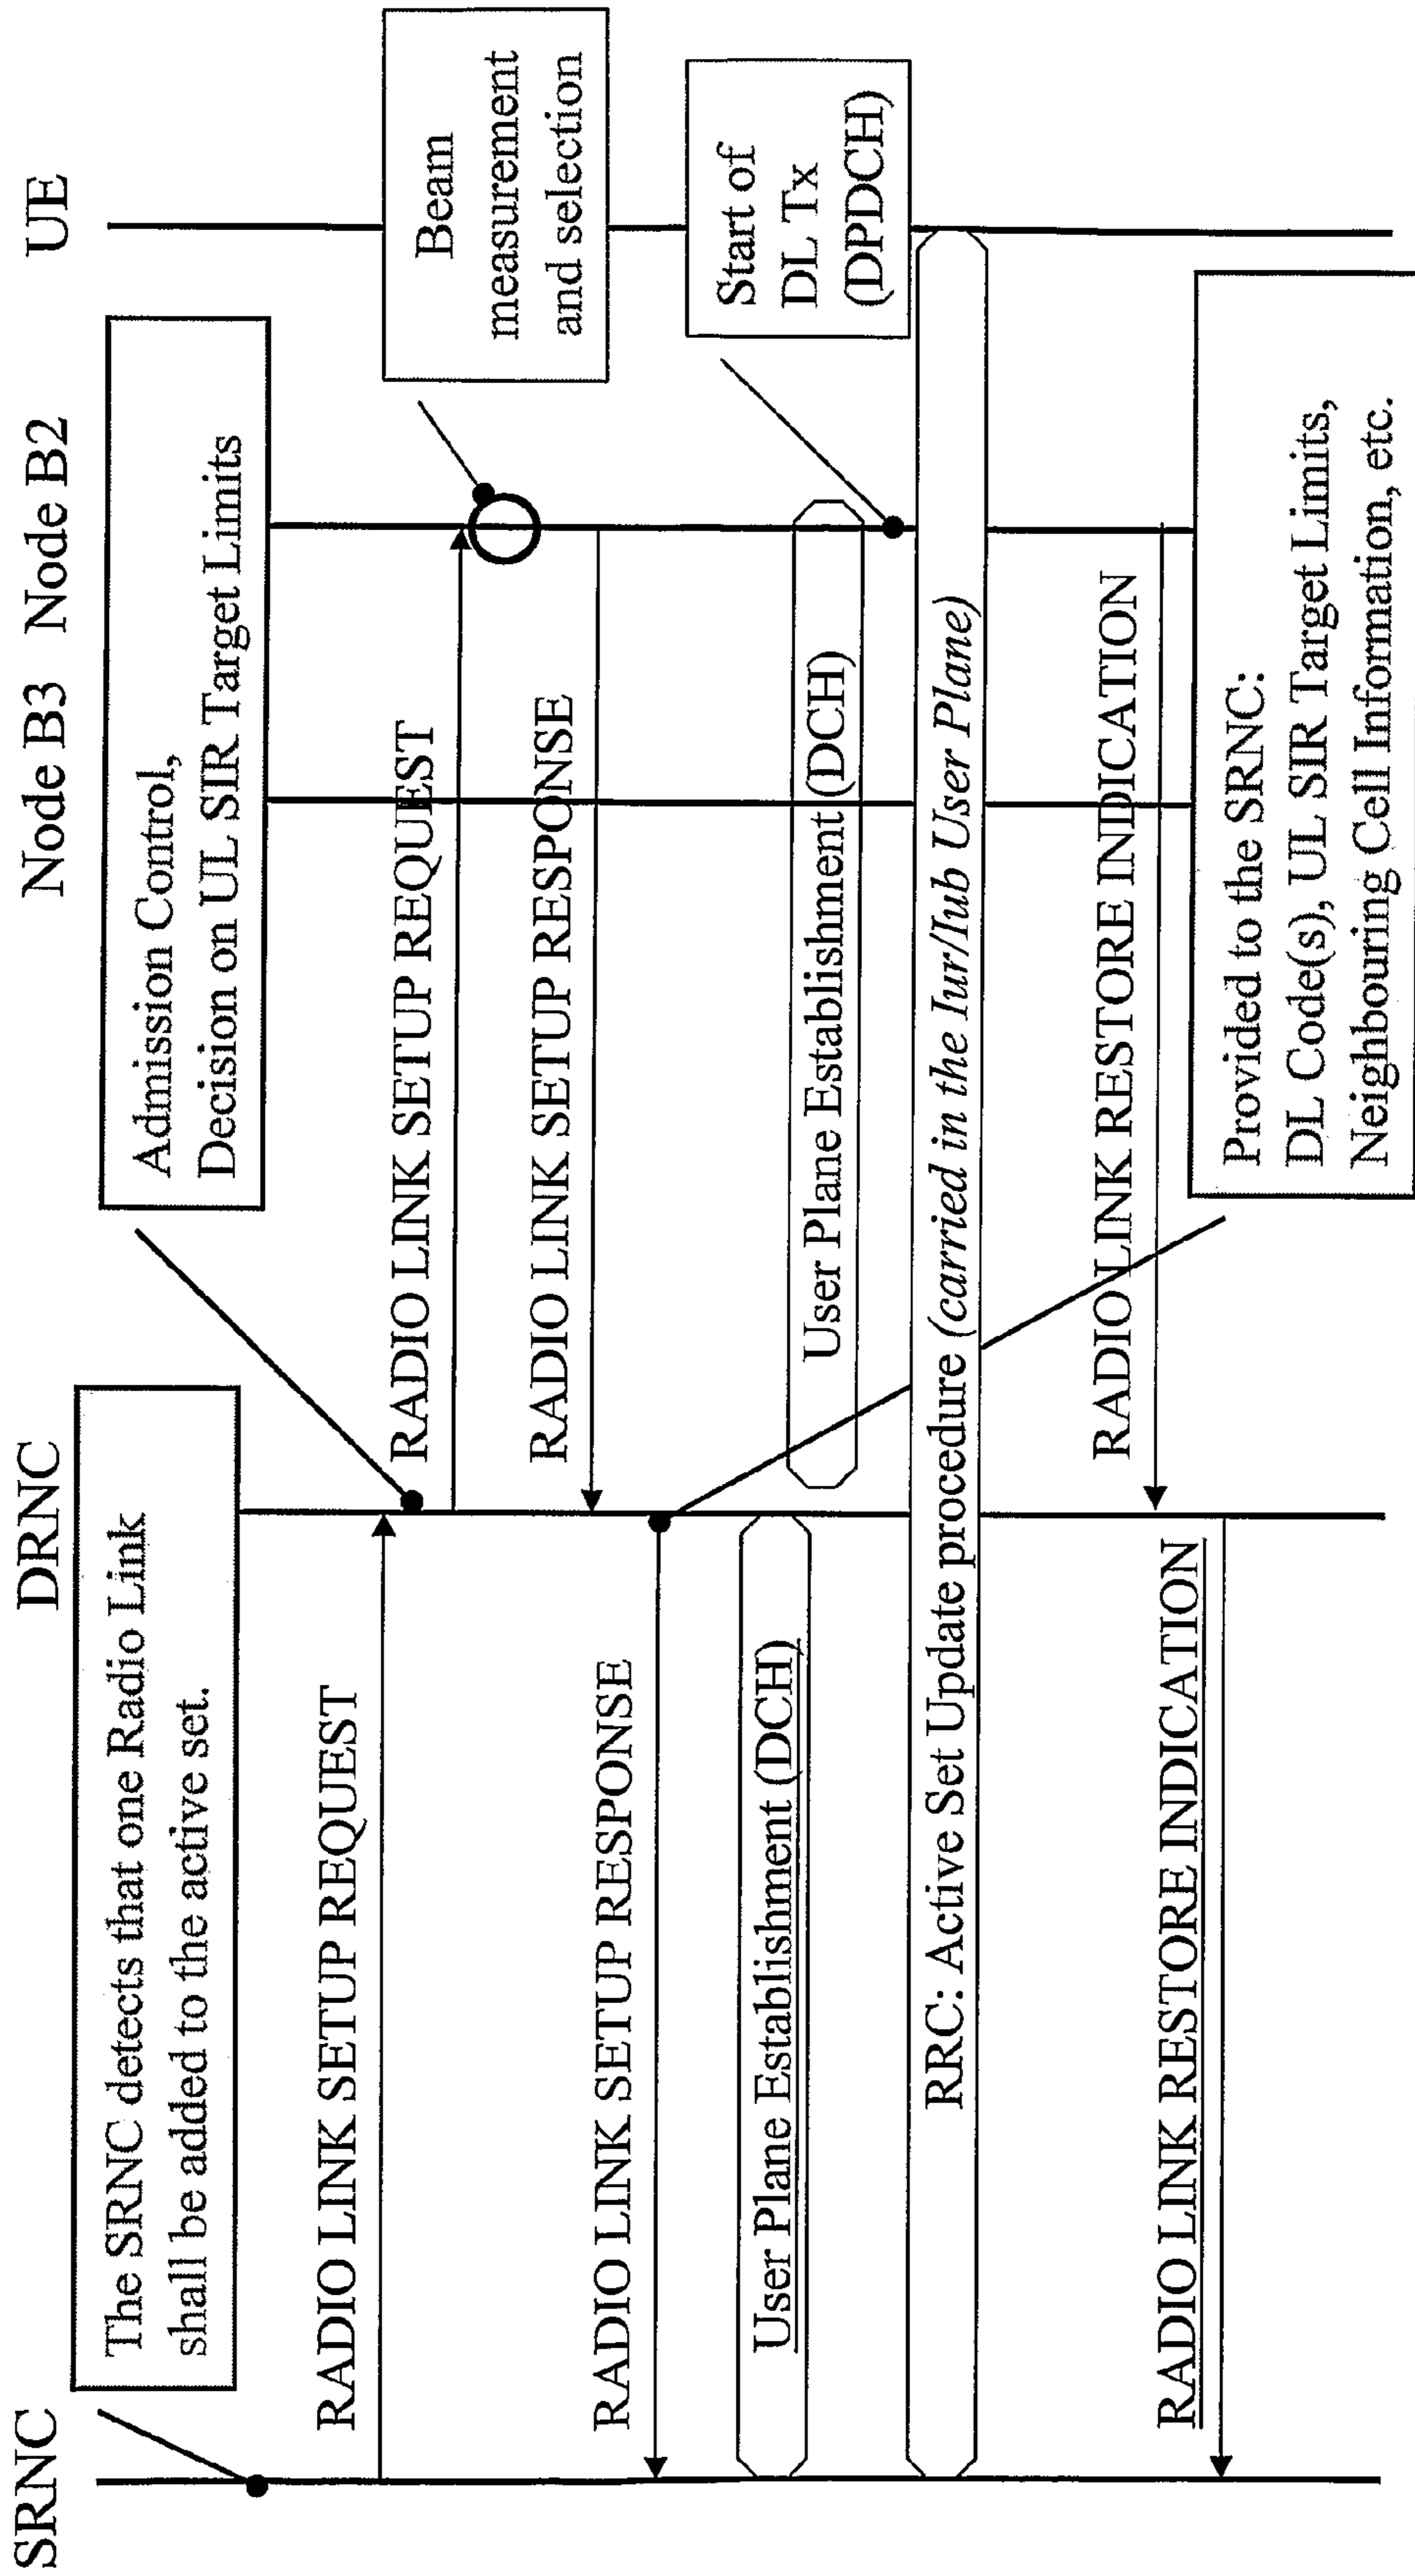 SRNC
DRNC
Node B3
Node B2
UE
The SRNC detects that one Radio Link
shall be added to the active set.
Admission Control,
Decision on UL SIR Target Limits
RADIO LINK SETUP REQUEST
RADIO LINK SETUP REQUEST
Beam
measurement
and selection
RADIO LINK SETUP RESPONSE
RADIO LINK SETUP RESPONSE
Start of
DL Tx
(DPDCH)
User Plane Establishment (DCH)
User Plane Establishment (DCH)
RRC: Active Set Update procedure (carried in the Iur/Iub User Plane)
RADIO LINK RESTORE INDICATION
RADIO LINK RESTORE INDICATION
Provided to the SRNC:
DL Code(s), UL SIR Target Limits,
Neighbouring Cell Information, etc.